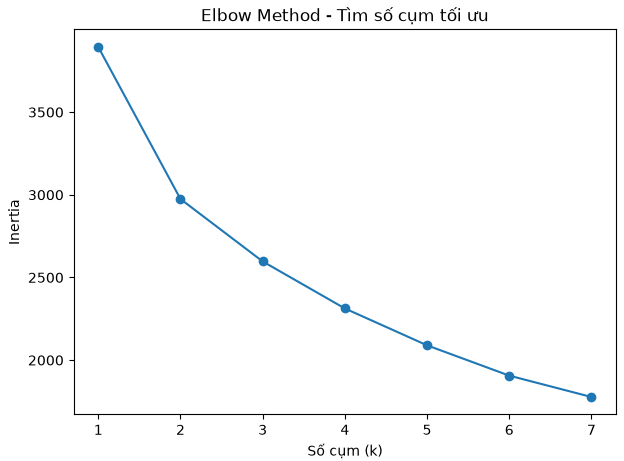 Elbow Method - Tìm số cụm tối ưu
3500
3000
2500
2000
Inertia
1 2 3 4 5 6 7
Số cụm (k)